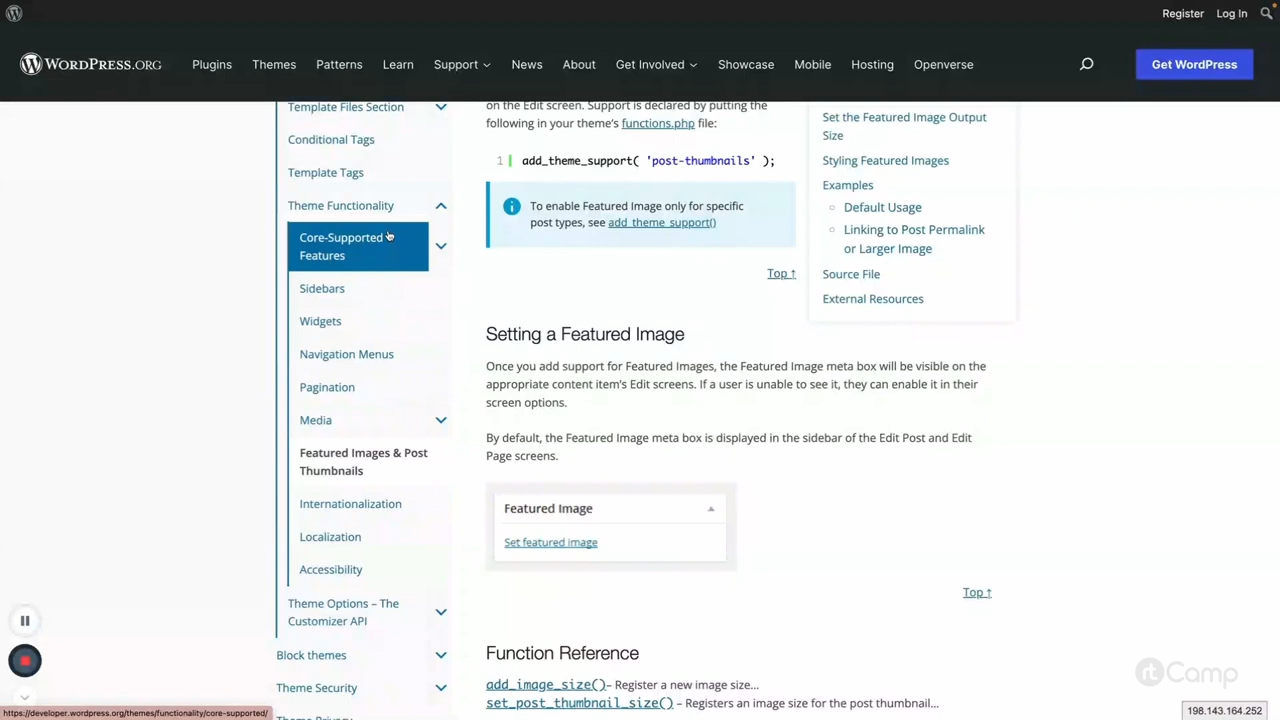 Register Log In
WORDPRESS.ORG Plugins Themes Patterns Learn Support News About Get Involved Showcase Mobile Hosting Openverse Get WordPress
Template Files Section
Conditional Tags
Template Tags
Theme Functionality
Core-Supported
Features
Sidebars
Widgets
Navigation Menus
Pagination
Media
Featured Images & Post
Thumbnails
Internationalization
Localization
Accessibility
Theme Options – The
Customizer API
Block themes
Theme Security
Theme Privacy
on the Edit screen. Support is declared by putting the
following in your theme's functions.php file:
1 add_theme_support( 'post-thumbnails' );
To enable Featured Image only for specific
post types, see add_theme_support()
Top ↑
Setting a Featured Image
Once you add support for Featured Images, the Featured Image meta box will be visible on the
appropriate content item's Edit screens. If a user is unable to see it, they can enable it in their
screen options.
By default, the Featured Image meta box is displayed in the sidebar of the Edit Post and Edit
Page screens.
Featured Image
Set featured image
Top ↑
Function Reference
add_image_size()– Register a new image size...
set_post_thumbnail_size() – Registers an image size for the post thumbnail...
Set the Featured Image Output
Size
Styling Featured Images
Examples
Default Usage
Linking to Post Permalink
or Larger Image
Source File
External Resources
rtCamp
https://developer.wordpress.org/themes/functionality/core-supported/
198.143.164.252